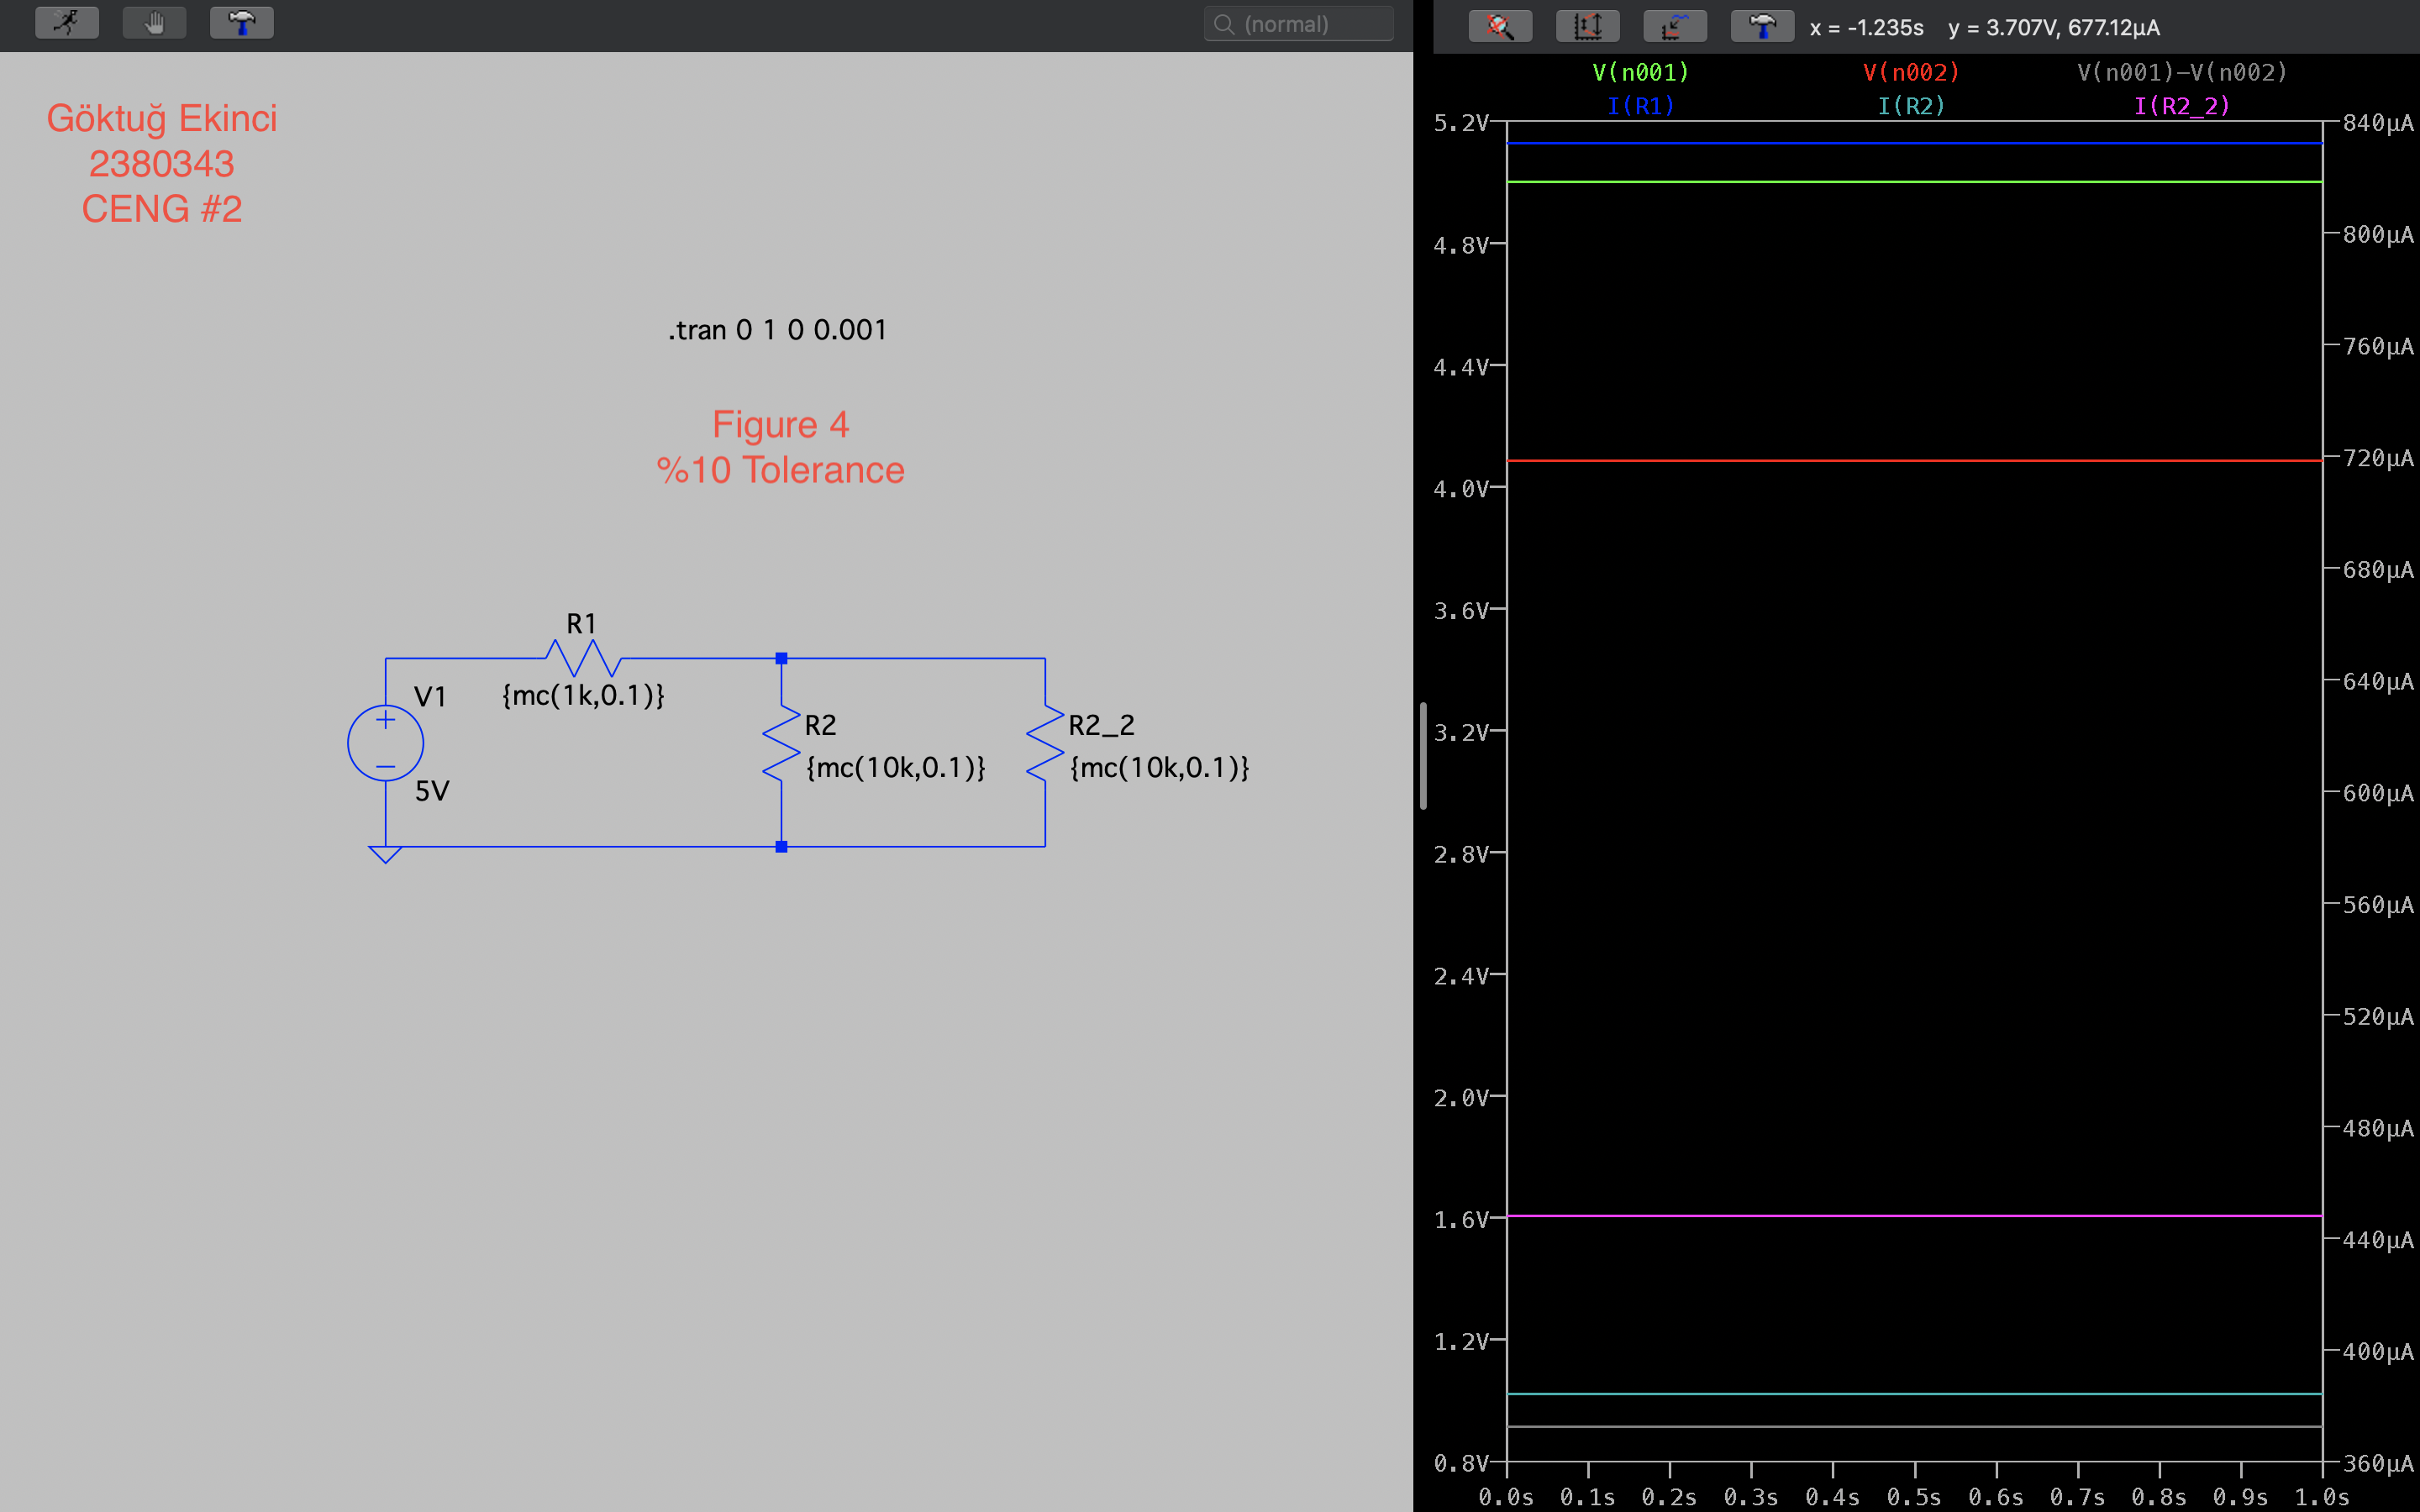 (normal)
x = -1.235s y = 3.707V, 677.12µA
Göktuğ Ekinci
2380343
CENG #2
.tran 0 1 0 0.001
Figure 4
%10 Tolerance
R1
{mc(1k,0.1)}
V1
5V
R2
{mc(10k,0.1)}
R2_2
{mc(10k,0.1)}
V(n001) V(n002) V(n001)-V(n002)
I(R1) I(R2) I(R2_2)
5.2V
4.8V
4.4V
4.0V
3.6V
3.2V
2.8V
2.4V
2.0V
1.6V
1.2V
0.8V
840µA
800µA
760µA
720µA
680µA
640µA
600µA
560µA
520µA
480µA
440µA
400µA
360µA
0.0s 0.1s 0.2s 0.3s 0.4s 0.5s 0.6s 0.7s 0.8s 0.9s 1.0s